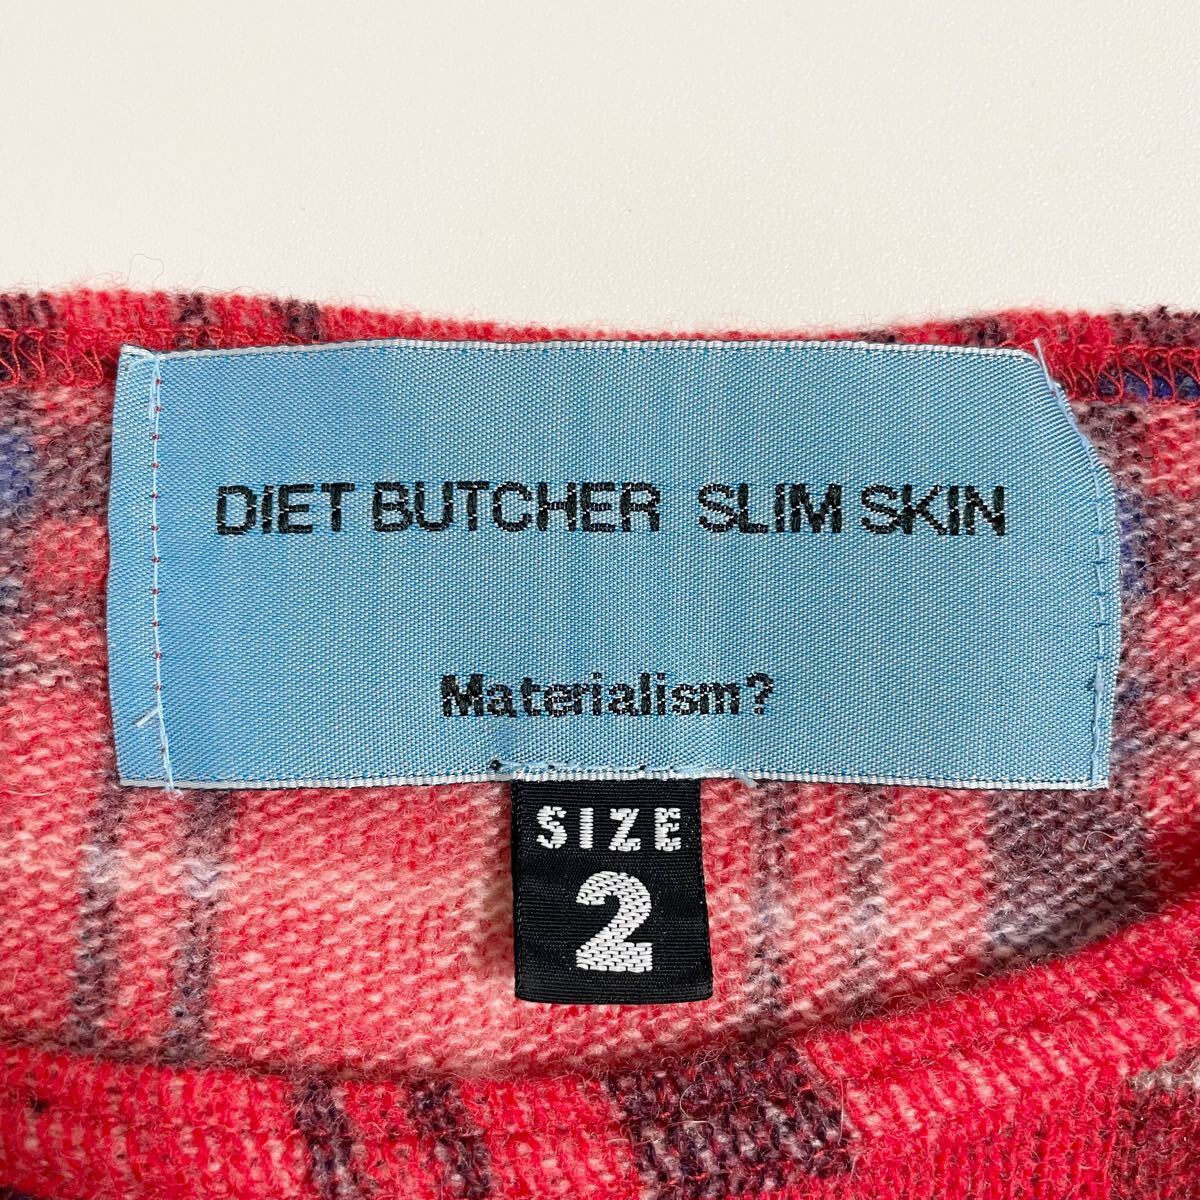 DIET BUTCHER SLIM SKIN
Materialism?
SIZE
2